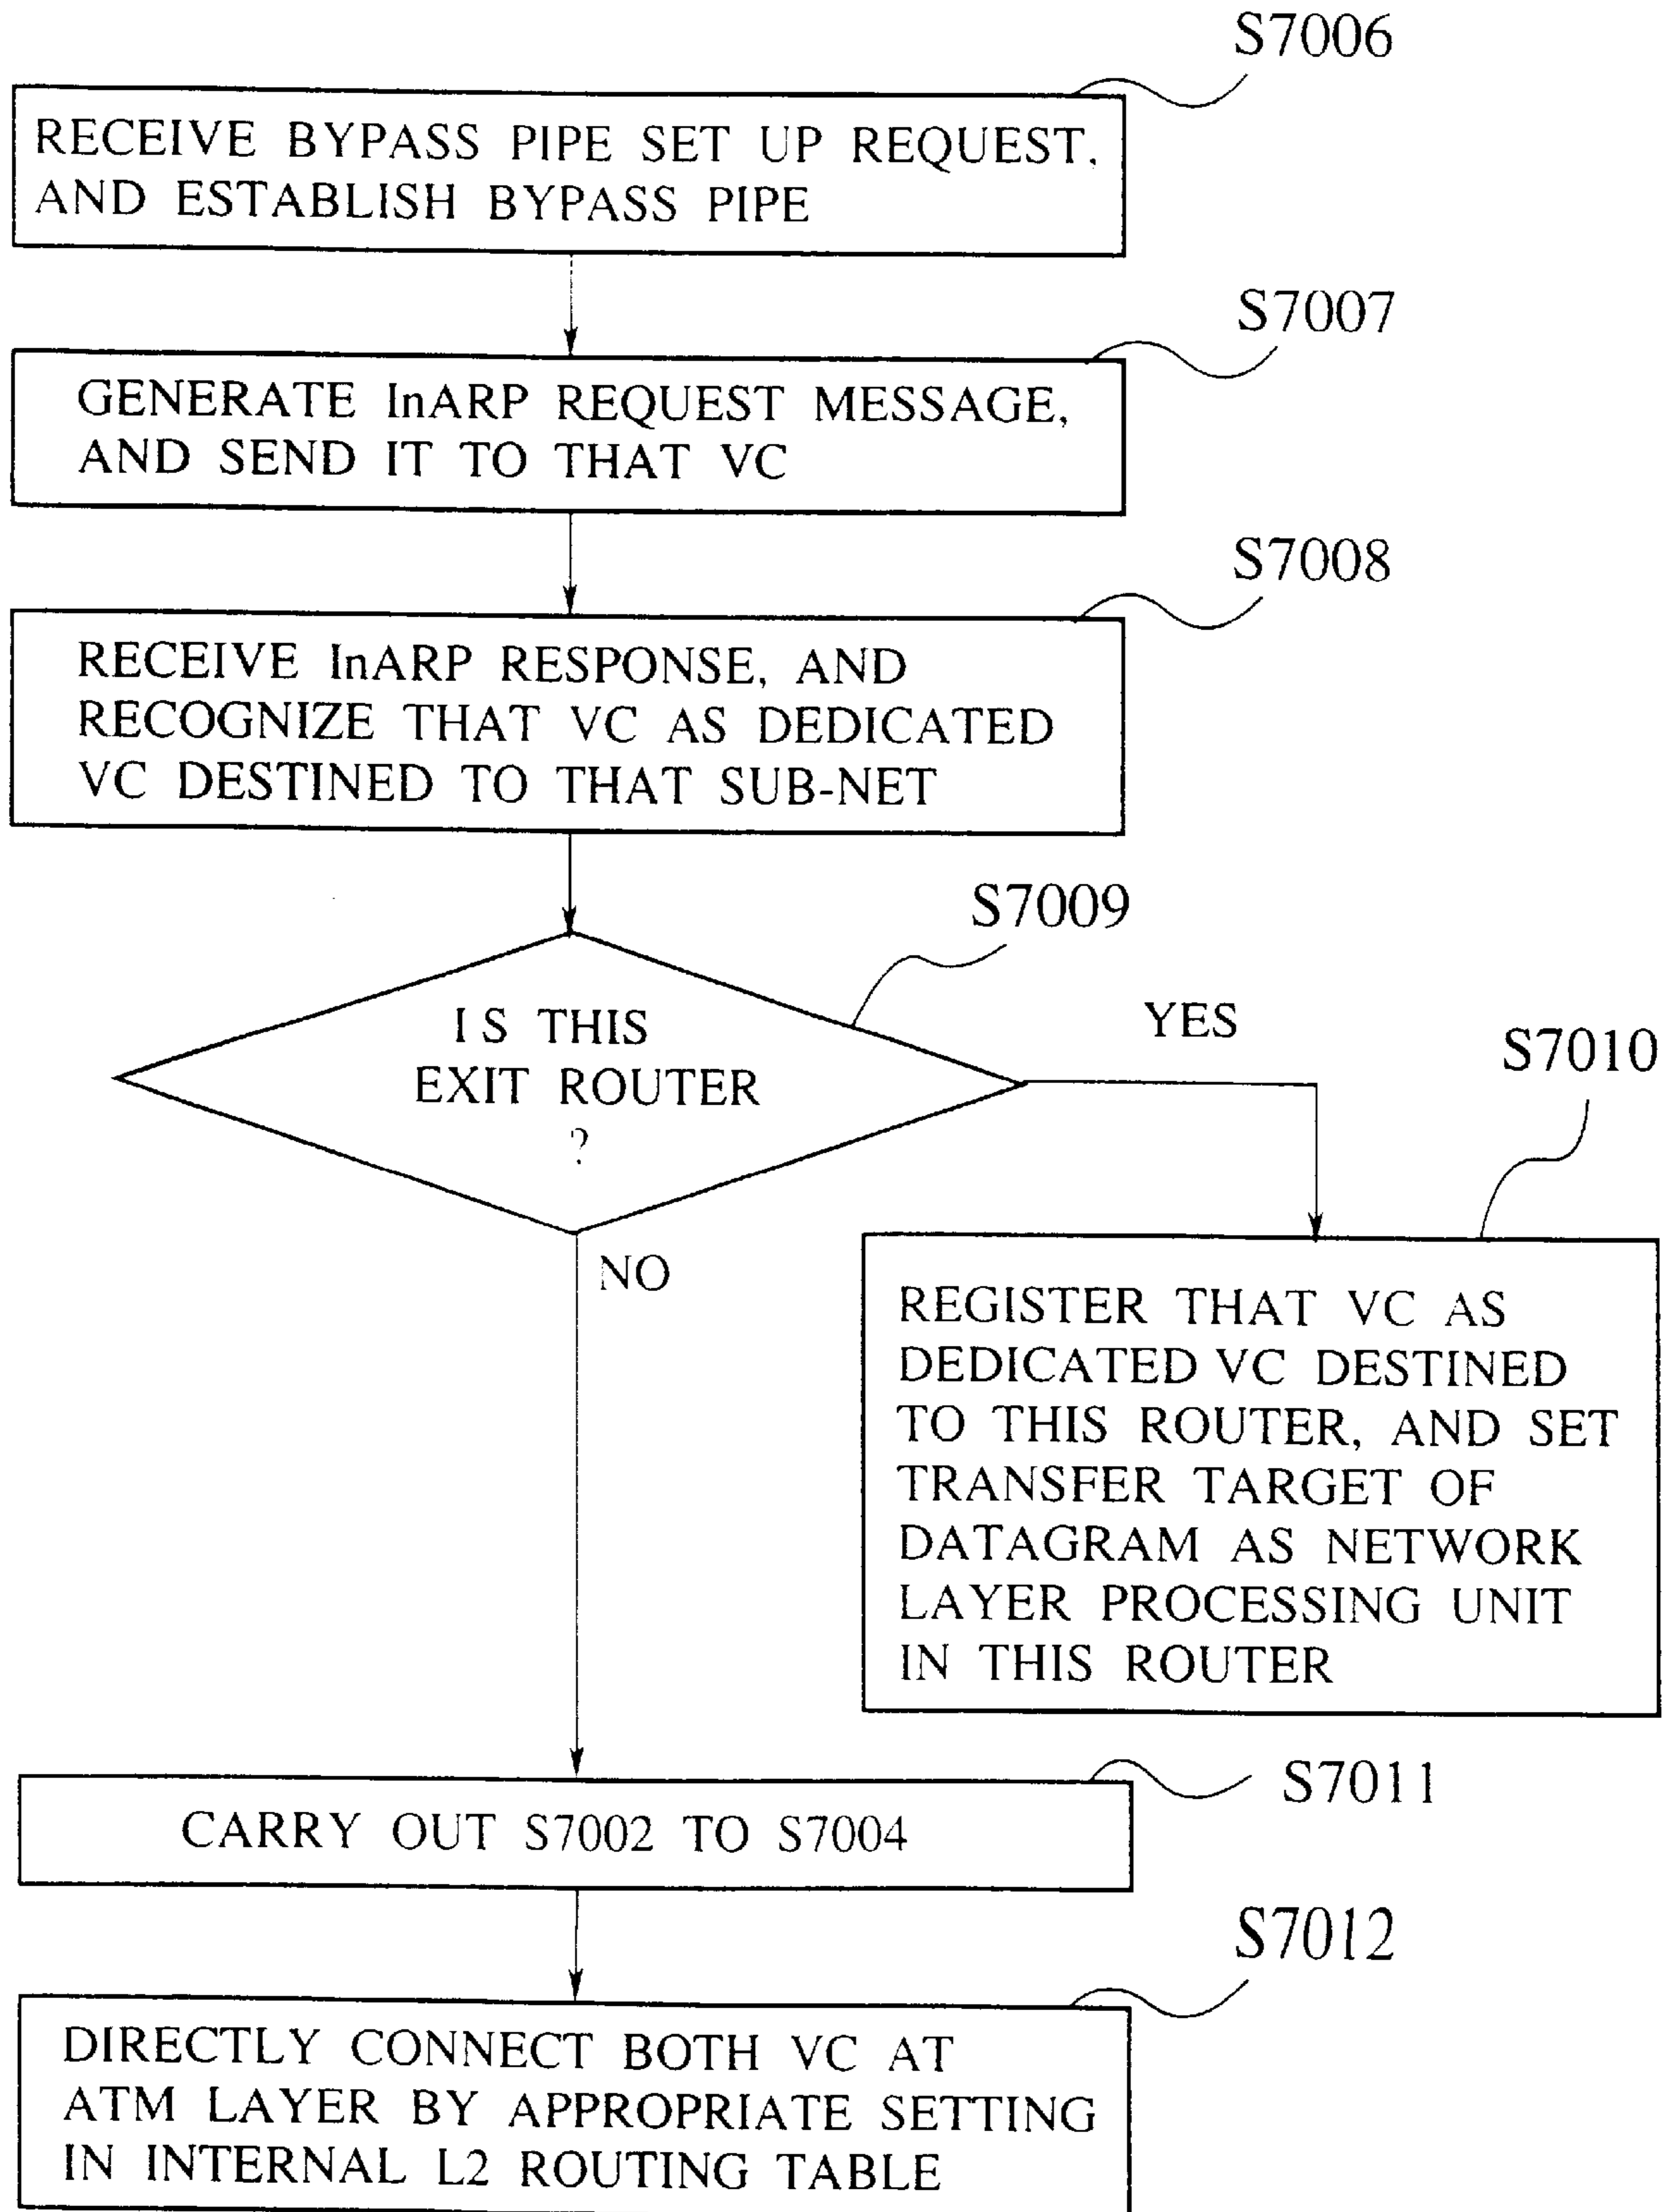 S7006
RECEIVE BYPASS PIPE SET UP REQUEST,
AND ESTABLISH BYPASS PIPE
S7007
GENERATE InARP REQUEST MESSAGE,
AND SEND IT TO THAT VC
S7008
RECEIVE InARP RESPONSE, AND
RECOGNIZE THAT VC AS DEDICATED
VC DESTINED TO THAT SUB-NET
S7009
IS THIS
EXIT ROUTER
?
YES
S7010
NO
REGISTER THAT VC AS
DEDICATED VC DESTINED
TO THIS ROUTER, AND SET
TRANSFER TARGET OF
DATAGRAM AS NETWORK
LAYER PROCESSING UNIT
IN THIS ROUTER
S7011
CARRY OUT S7002 TO S7004
S7012
DIRECTLY CONNECT BOTH VC AT
ATM LAYER BY APPROPRIATE SETTING
IN INTERNAL L2 ROUTING TABLE